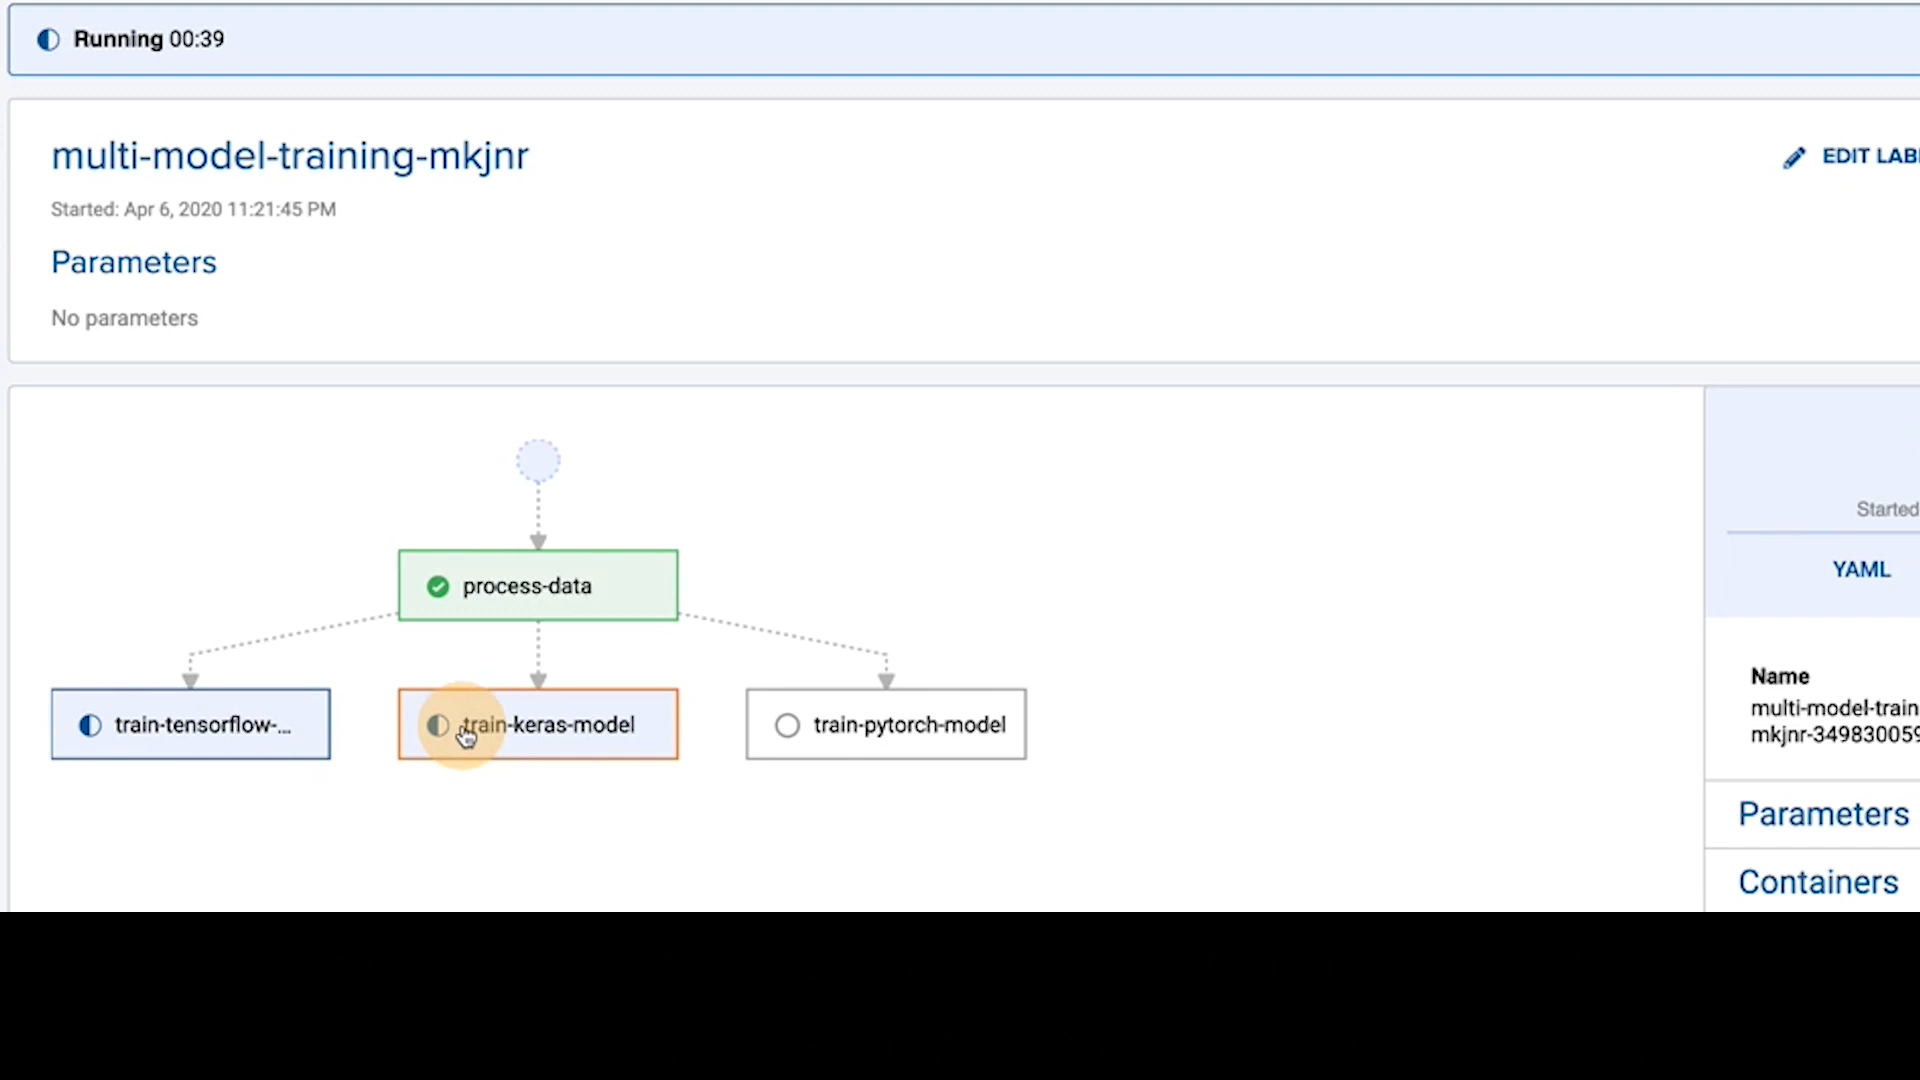 Running 00:39
multi-model-training-mkjnr
EDIT LAB
Started: Apr 6, 2020 11:21:45 PM
Parameters
No parameters
Started
process-data
YAML
train-tensorflow-...
train-keras-model
train-pytorch-model
Name
multi-model-train
mkjnr-349830059
Parameters
Containers